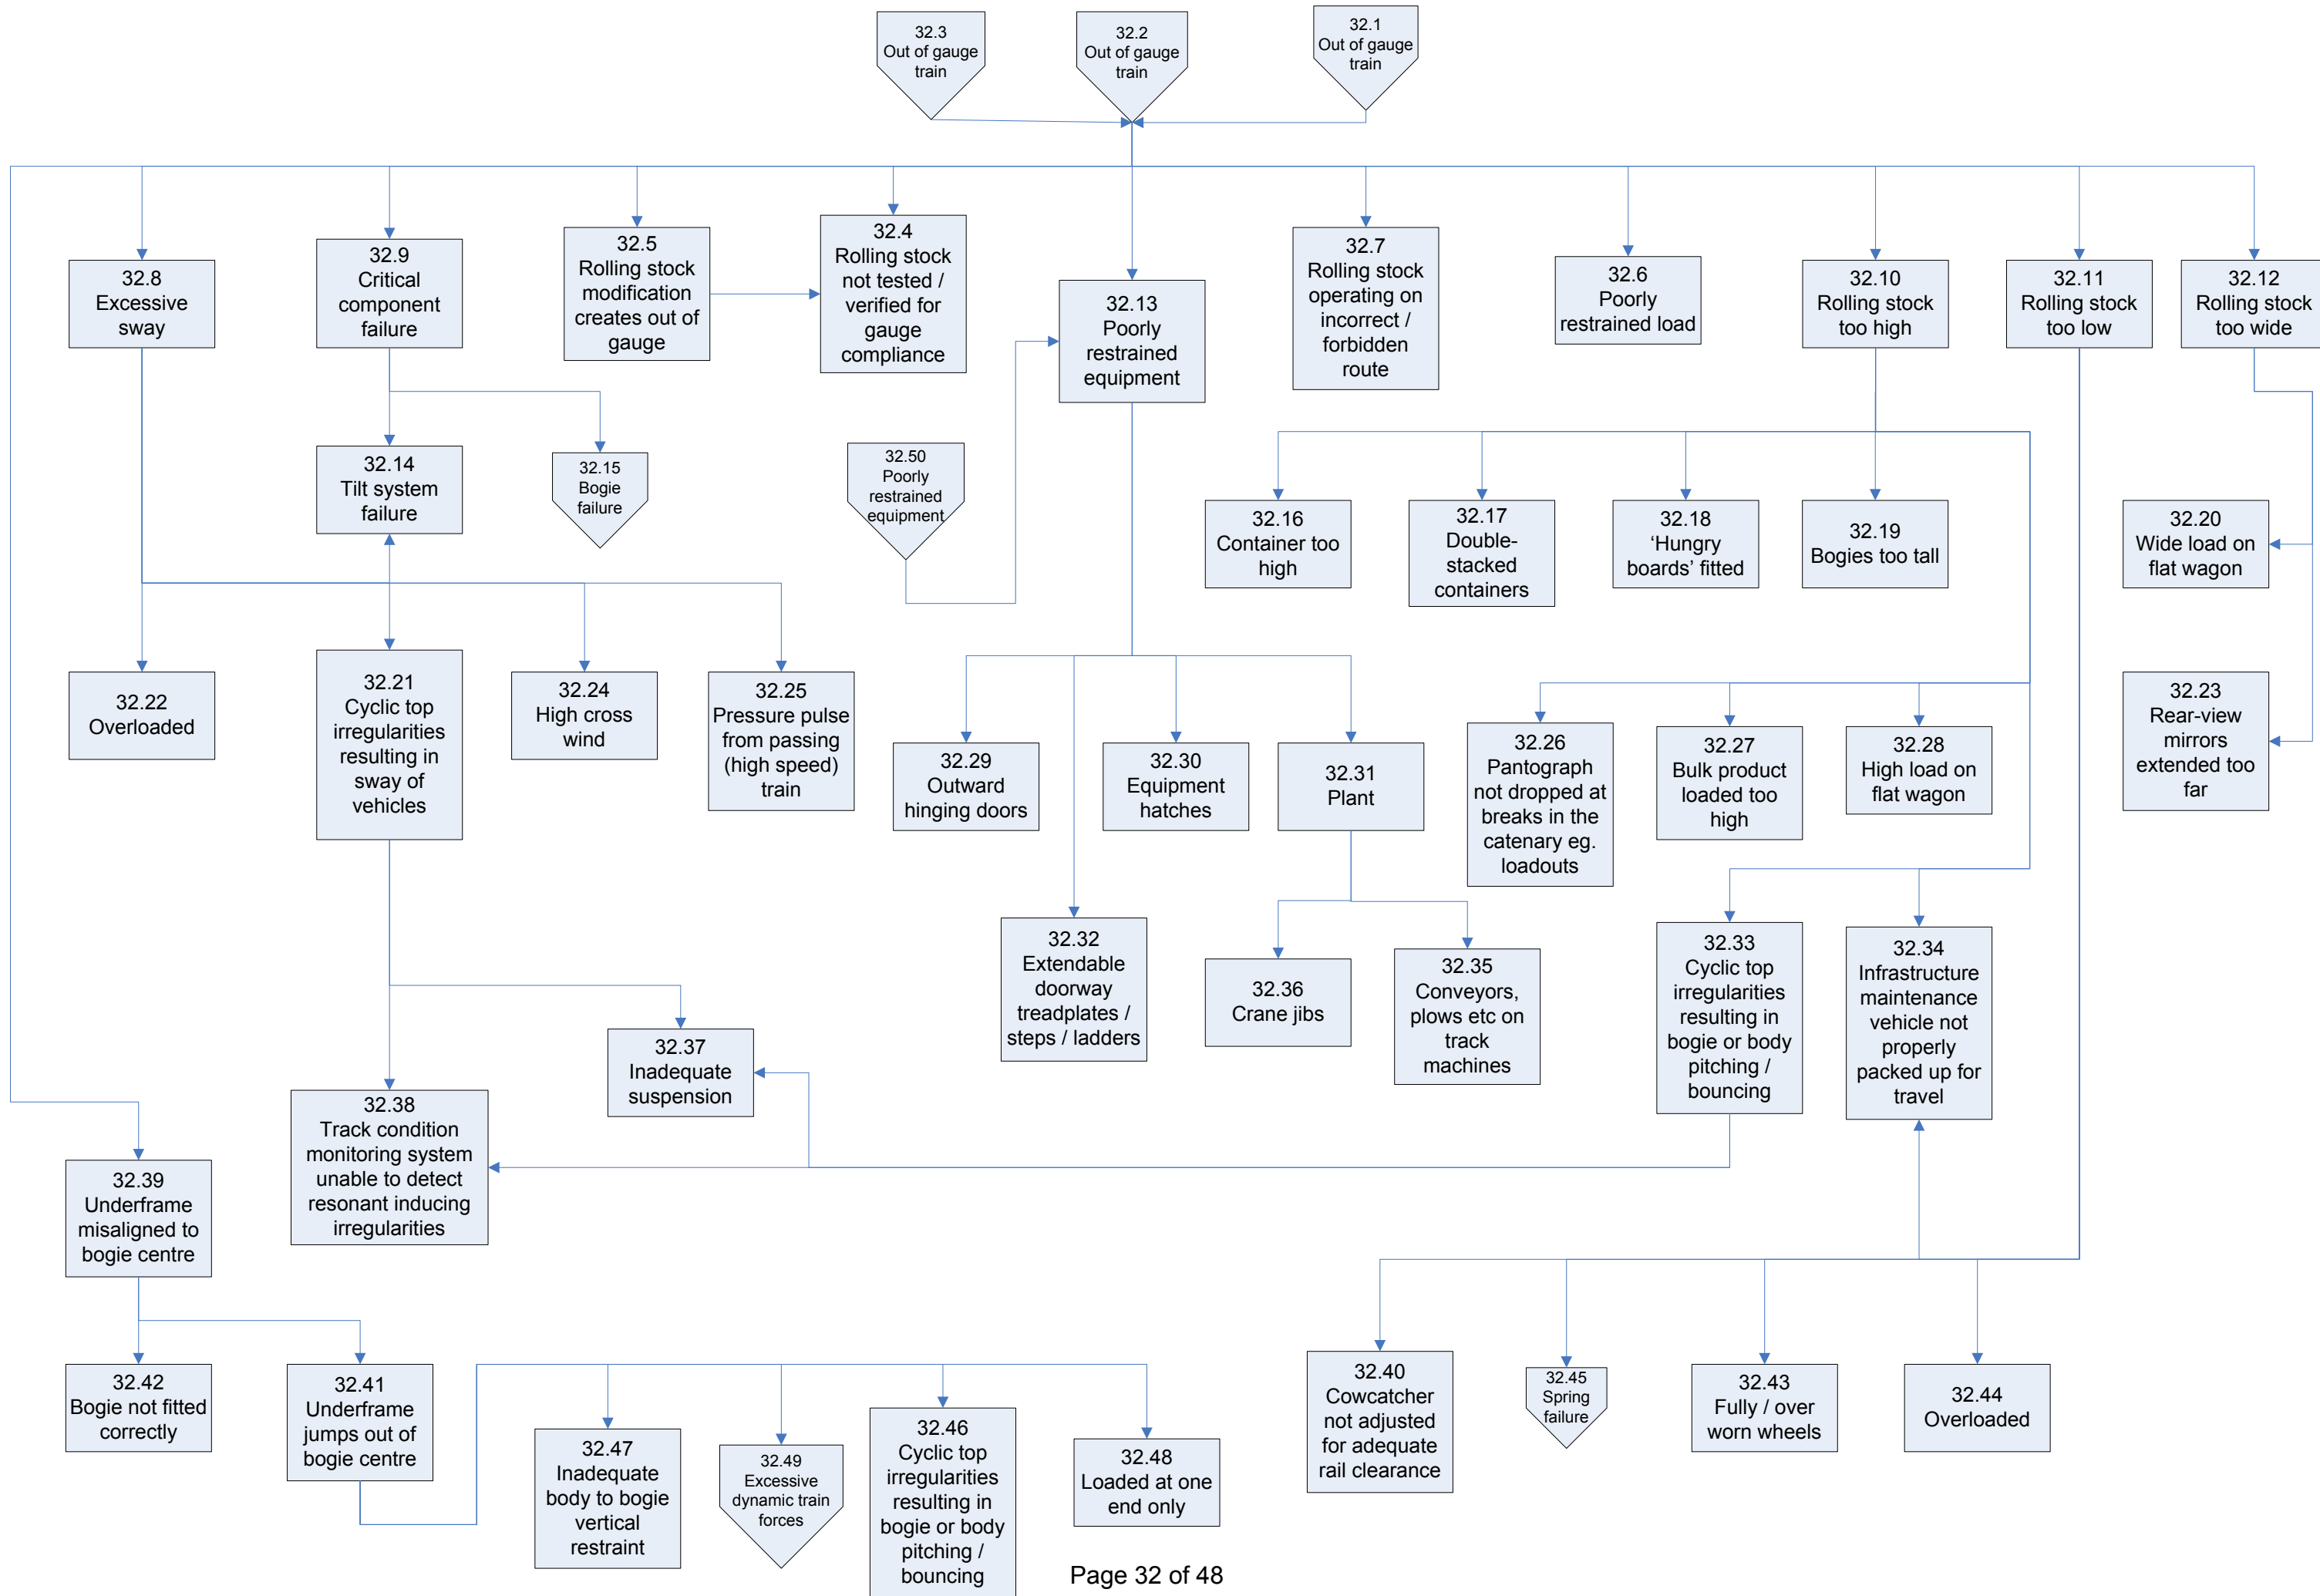 32.3
Out of gauge
train
32.2
Out of gauge
train
32.1
Out of gauge
train
32.8
Excessive
sway
32.9
Critical
component
failure
32.5
Rolling stock
modification
creates out of
gauge
32.4
Rolling stock
not tested /
verified for
gauge
compliance
32.13
Poorly
restrained
equipment
32.7
Rolling stock
operating on
incorrect /
forbidden
route
32.6
Poorly
restrained load
32.10
Rolling stock
too high
32.11
Rolling stock
too low
32.12
Rolling stock
too wide
32.14
Tilt system
failure
32.15
Bogie
failure
32.50
Poorly
restrained
equipment
32.16
Container too
high
32.17
Double-
stacked
containers
32.18
‘Hungry
boards’ fitted
32.19
Bogies too tall
32.20
Wide load on
flat wagon
32.22
Overloaded
32.21
Cyclic top
irregularities
resulting in
sway of
vehicles
32.24
High cross
wind
32.25
Pressure pulse
from passing
(high speed)
train
32.29
Outward
hinging doors
32.30
Equipment
hatches
32.31
Plant
32.26
Pantograph
not dropped at
breaks in the
catenary eg.
loadouts
32.27
Bulk product
loaded too
high
32.28
High load on
flat wagon
32.23
Rear-view
mirrors
extended too
far
32.32
Extendable
doorway
treadplates /
steps / ladders
32.36
Crane jibs
32.35
Conveyors,
plows etc on
track
machines
32.33
Cyclic top
irregularities
resulting in
bogie or body
pitching /
bouncing
32.34
Infrastructure
maintenance
vehicle not
properly
packed up for
travel
32.37
Inadequate
suspension
32.38
Track condition
monitoring system
unable to detect
resonant inducing
irregularities
32.39
Underframe
misaligned to
bogie centre
32.42
Bogie not fitted
correctly
32.41
Underframe
jumps out of
bogie centre
32.47
Inadequate
body to bogie
vertical
restraint
32.49
Excessive
dynamic train
forces
32.46
Cyclic top
irregularities
resulting in
bogie or body
pitching /
bouncing
32.48
Loaded at one
end only
32.40
Cowcatcher
not adjusted
for adequate
rail clearance
32.45
Spring
failure
32.43
Fully / over
worn wheels
32.44
Overloaded
Page 32 of 48